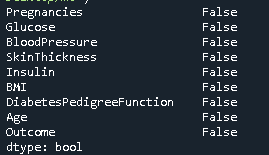 Pregnancies False
Glucose False
BloodPressure False
SkinThickness False
Insulin False
BMI False
DiabetesPedigreeFunction False
Age False
Outcome False
dtype: bool